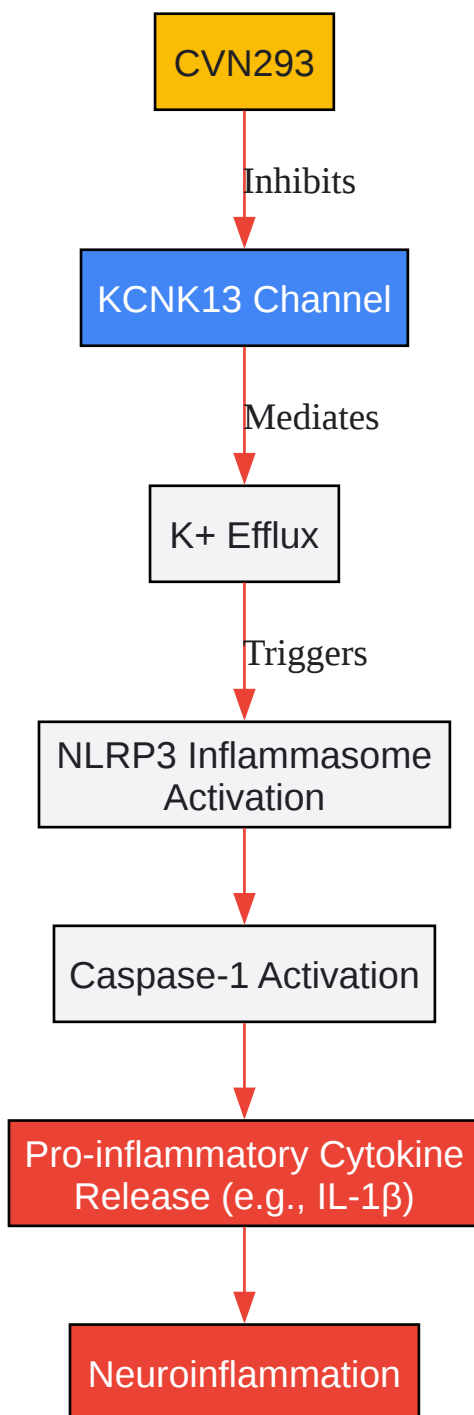 CVN293
Inhibits
KCNK13 Channel
Mediates
K+ Efflux
Triggers
NLRP3 Inflammasome
Activation
Caspase-1 Activation
Pro-inflammatory Cytokine
Release (e.g., IL-1β)
Neuroinflammation